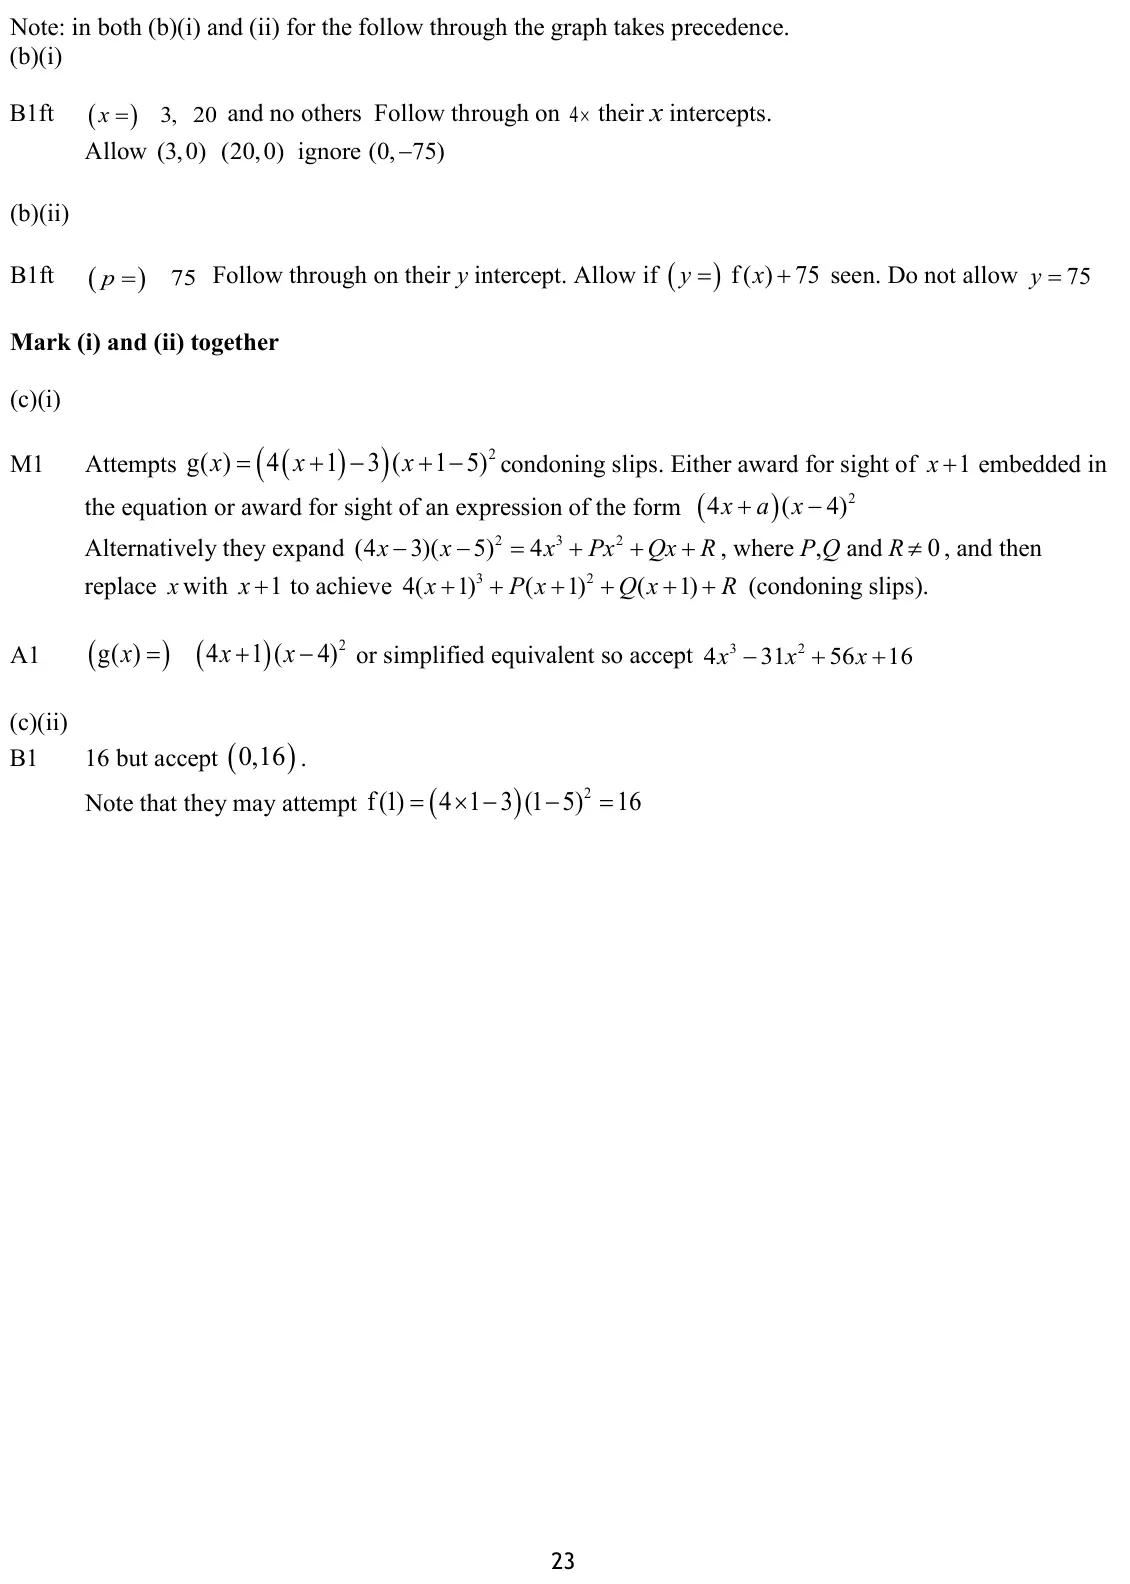 Note: in both (b)(i) and (ii) for the follow through the graph takes precedence.
(b)(i)
B1ft (x =) 3, 20 and no others Follow through on 4× their x intercepts.
Allow (3,0) (20,0) ignore (0,−75)
(b)(ii)
B1ft (p =) 75 Follow through on their y intercept. Allow if (y =) f(x) + 75 seen. Do not allow y = 75
Mark (i) and (ii) together
(c)(i)
M1 Attempts g(x) = (4(x+1)−3)(x+1−5)² condoning slips. Either award for sight of x+1 embedded in
the equation or award for sight of an expression of the form (4x + a)(x − 4)²
Alternatively they expand (4x − 3)(x − 5)² = 4x³ + Px² + Qx + R, where P,Q and R ≠ 0, and then
replace x with x+1 to achieve 4(x+1)³ + P(x+1)² + Q(x+1) + R (condoning slips).
A1 (g(x) =) (4x+1)(x−4)² or simplified equivalent so accept 4x³ − 31x² + 56x + 16
(c)(ii)
B1 16 but accept (0,16).
Note that they may attempt f(1) = (4×1−3)(1−5)² = 16
23